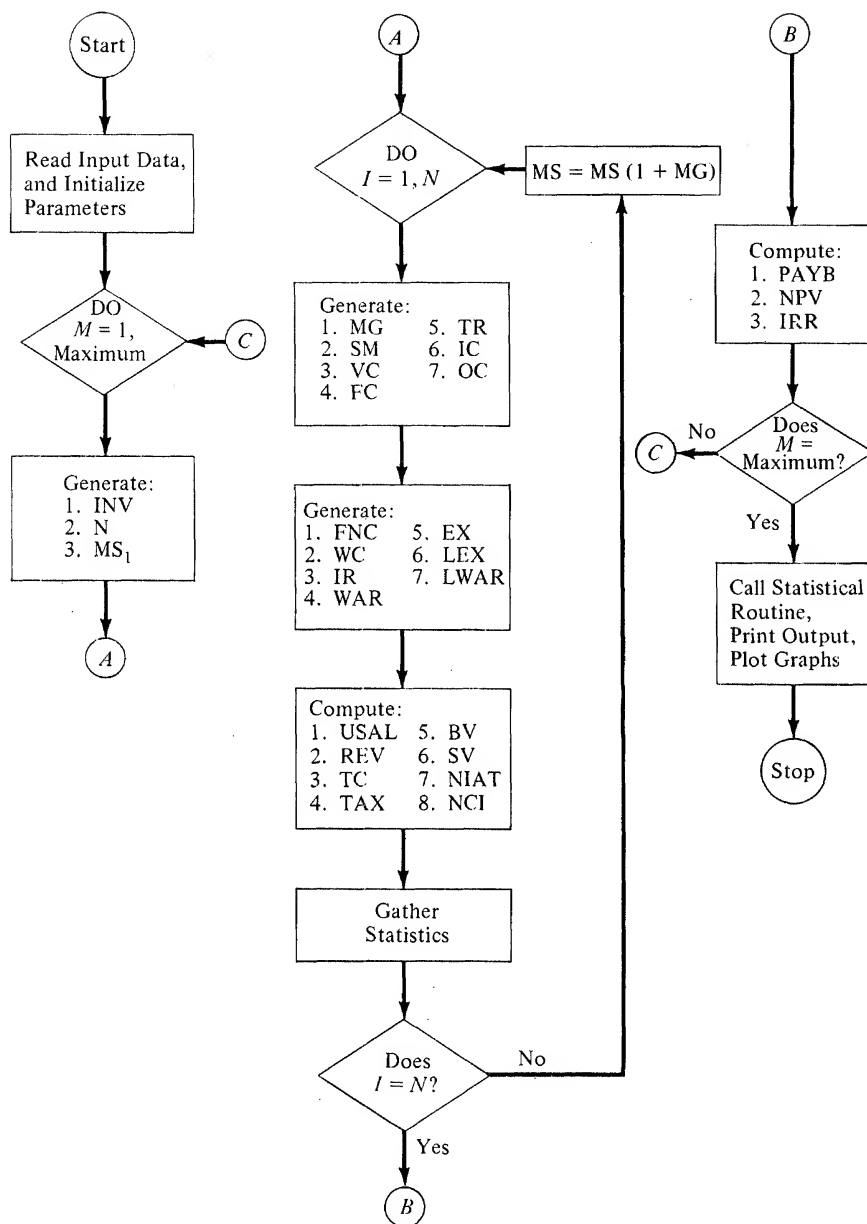 Start
Read Input Data,
and Initialize
Parameters
DO
M = 1,
Maximum
C
Generate:
1. INV
2. N
3. MS₁
A
A
DO
I = 1, N
MS = MS (1 + MG)
Generate:
1. MG 5. TR
2. SM 6. IC
3. VC 7. OC
4. FC
Generate:
1. FNC 5. EX
2. WC 6. LEX
3. IR 7. LWAR
4. WAR
Compute:
1. USAL 5. BV
2. REV 6. SV
3. TC 7. NIAT
4. TAX 8. NCI
Gather
Statistics
Does
I = N?
No
Yes
B
B
Compute:
1. PAYB
2. NPV
3. IRR
Does
M =
Maximum?
No
C
Yes
Call Statistical
Routine,
Print Output,
Plot Graphs
Stop